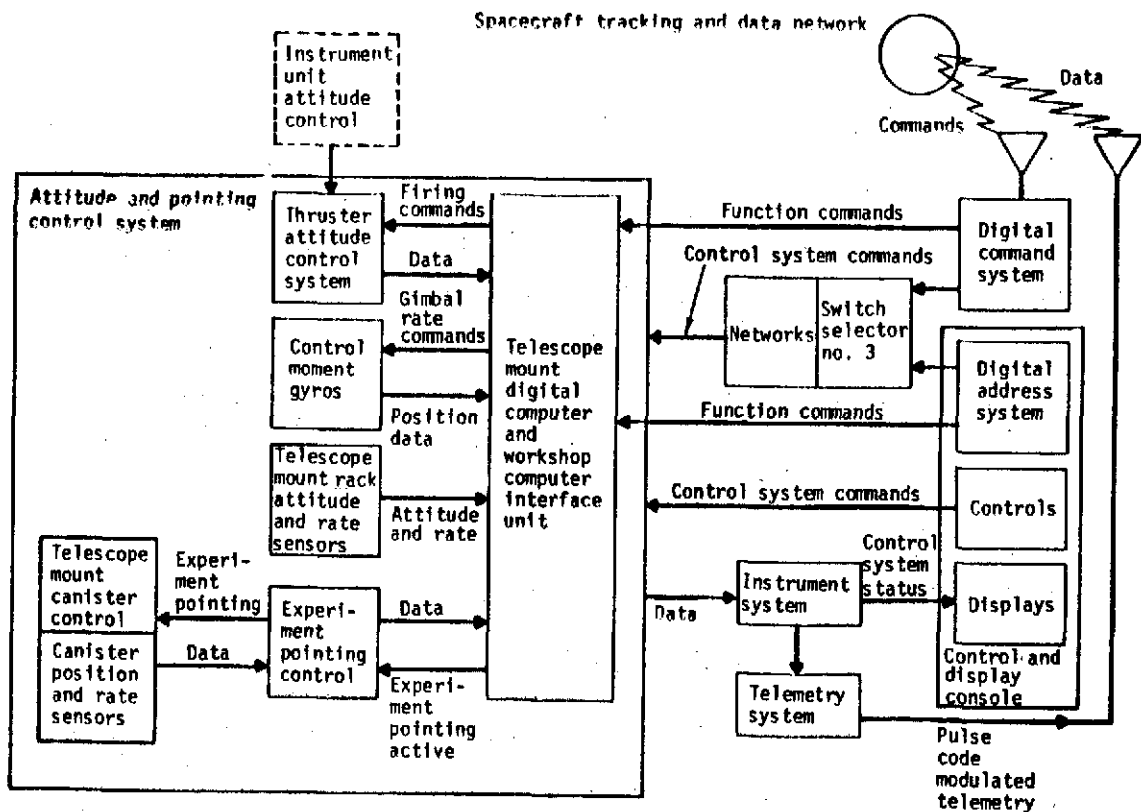 Spacecraft tracking and data network
Instrument
unit
attitude
control
Data
Commands
Attitude and pointing
control system
Thruster
attitude
control
system
Firing
commands
Data
Function commands
Digital
command
system
Control system commands
Gimbal
rate
commands
Control
moment
gyros
Position
data
Telescope
mount
digital
computer
and
workshop
computer
interface
unit
Networks
Switch
selector
no. 3
Digital
address
system
Function commands
Telescope
mount rack
attitude
and rate
sensors
Attitude
and rate
Control system commands
Controls
Telescope
mount
canister
control
Experi-
ment
pointing
Canister
position
and rate
sensors
Data
Experi-
ment
pointing
control
Data
Experi-
ment
pointing
active
Data
Instrument
system
Control
system
status
Displays
Control and
display
console
Telemetry
system
Pulse
code
modulated
telemetry